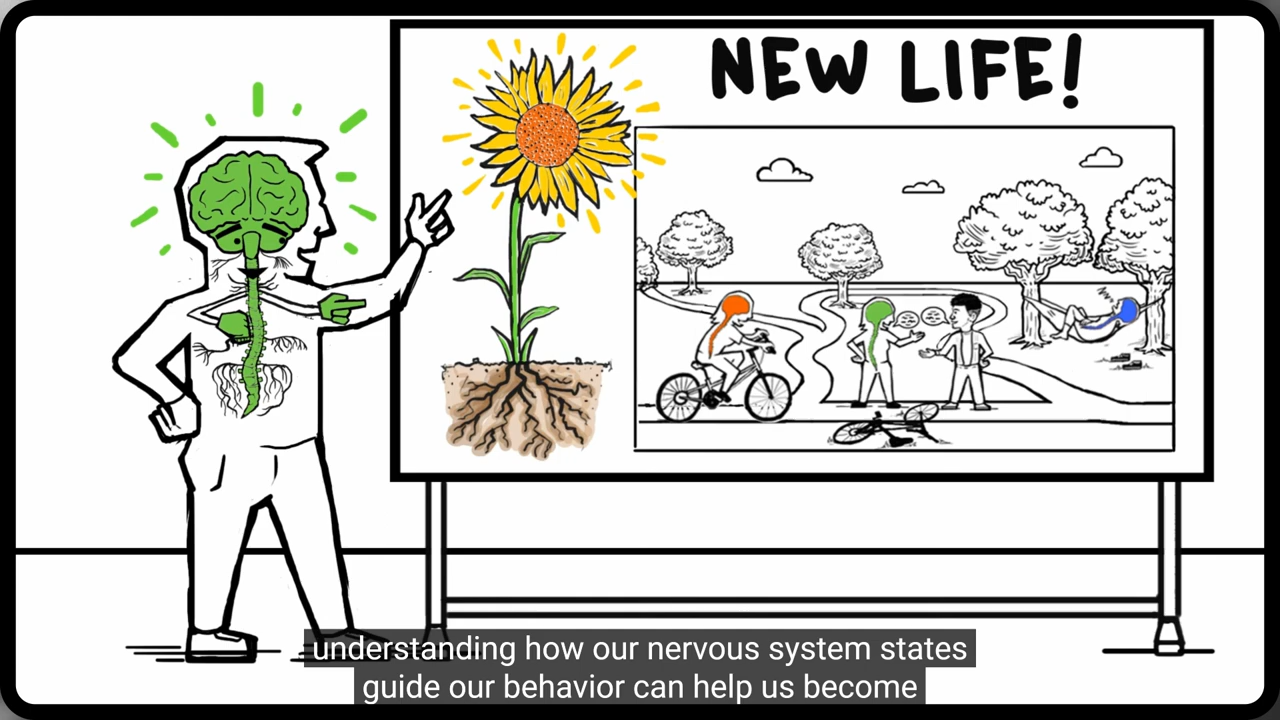 NEW LIFE!
understanding how our nervous system states
guide our behavior can help us become